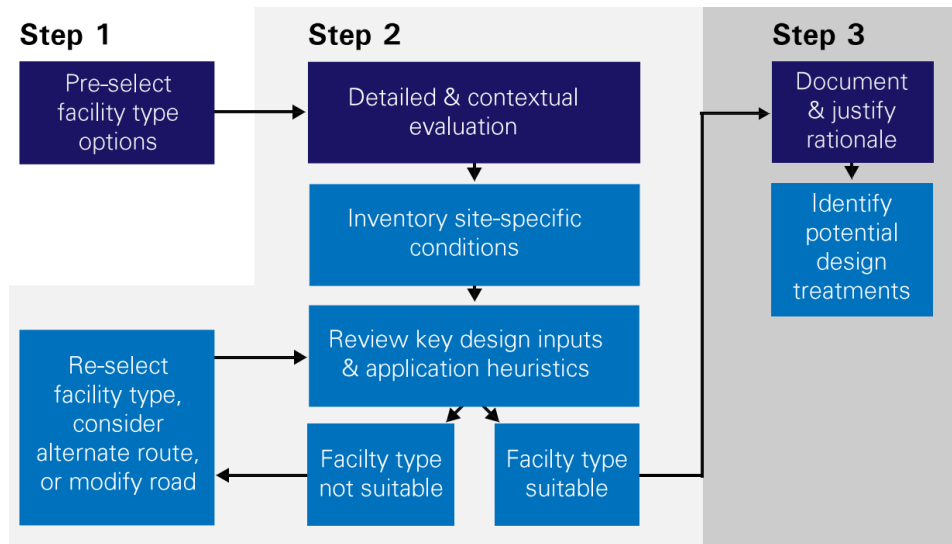 Step 1
Pre-select
facility type
options
Step 2
Detailed & contextual
evaluation
Inventory site-specific
conditions
Review key design inputs
& application heuristics
Facilty type
not suitable
Facility type
suitable
Re-select
facility type,
consider
alternate route,
or modify road
Step 3
Document
& justify
rationale
Identify
potential
design
treatments